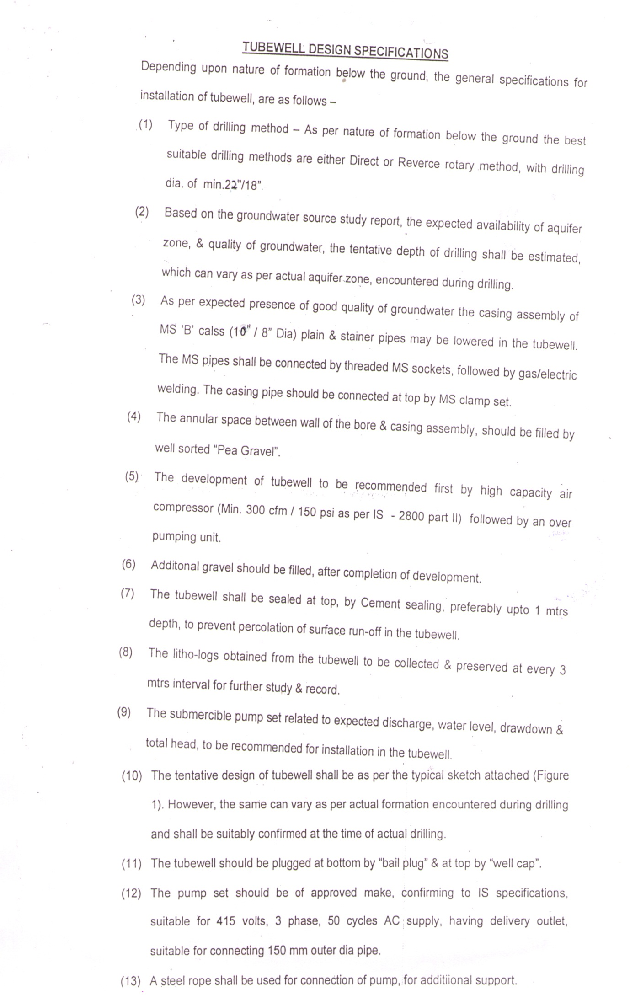 TUBEWELL DESIGN SPECIFICATIONS
Depending upon nature of formation below the ground, the general specifications for
installation of tubewell, are as follows –
(1) Type of drilling method – As per nature of formation below the ground the best
suitable drilling methods are either Direct or Reverce rotary method, with drilling
dia. of min.22"/18"
(2) Based on the groundwater source study report, the expected availability of aquifer
zone, & quality of groundwater, the tentative depth of drilling shall be estimated,
which can vary as per actual aquifer zone, encountered during drilling.
(3) As per expected presence of good quality of groundwater the casing assembly of
MS 'B' calss (10" / 8" Dia) plain & stainer pipes may be lowered in the tubewell.
The MS pipes shall be connected by threaded MS sockets, followed by gas/electric
welding. The casing pipe should be connected at top by MS clamp set.
(4) The annular space between wall of the bore & casing assembly, should be filled by
well sorted "Pea Gravel".
(5) The development of tubewell to be recommended first by high capacity air
compressor (Min. 300 cfm / 150 psi as per IS - 2800 part II) followed by an over
pumping unit.
(6) Additonal gravel should be filled, after completion of development.
(7) The tubewell shall be sealed at top, by Cement sealing, preferably upto 1 mtrs
depth, to prevent percolation of surface run-off in the tubewell.
(8) The litho-logs obtained from the tubewell to be collected & preserved at every 3
mtrs interval for further study & record.
(9) The submercible pump set related to expected discharge, water level, drawdown &
total head, to be recommended for installation in the tubewell.
(10) The tentative design of tubewell shall be as per the typical sketch attached (Figure
1). However, the same can vary as per actual formation encountered during drilling
and shall be suitably confirmed at the time of actual drilling.
(11) The tubewell should be plugged at bottom by "bail plug" & at top by "well cap".
(12) The pump set should be of approved make, confirming to IS specifications,
suitable for 415 volts, 3 phase, 50 cycles AC supply, having delivery outlet,
suitable for connecting 150 mm outer dia pipe.
(13) A steel rope shall be used for connection of pump, for additiional support.